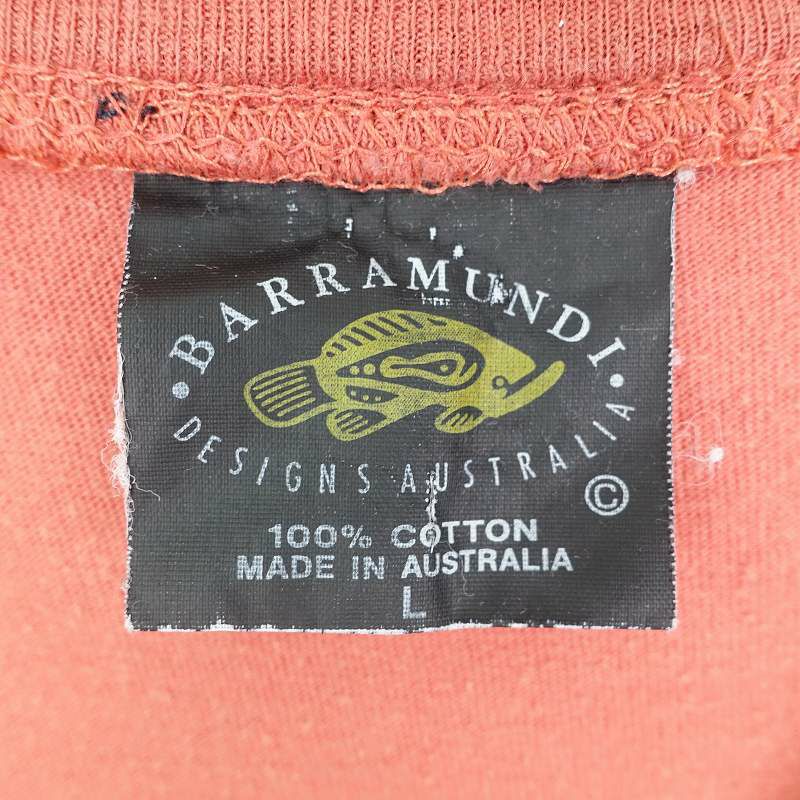 • BARRAMUNDI •
DESIGNS AUSTRALIA
©
100% COTTON
MADE IN AUSTRALIA
L